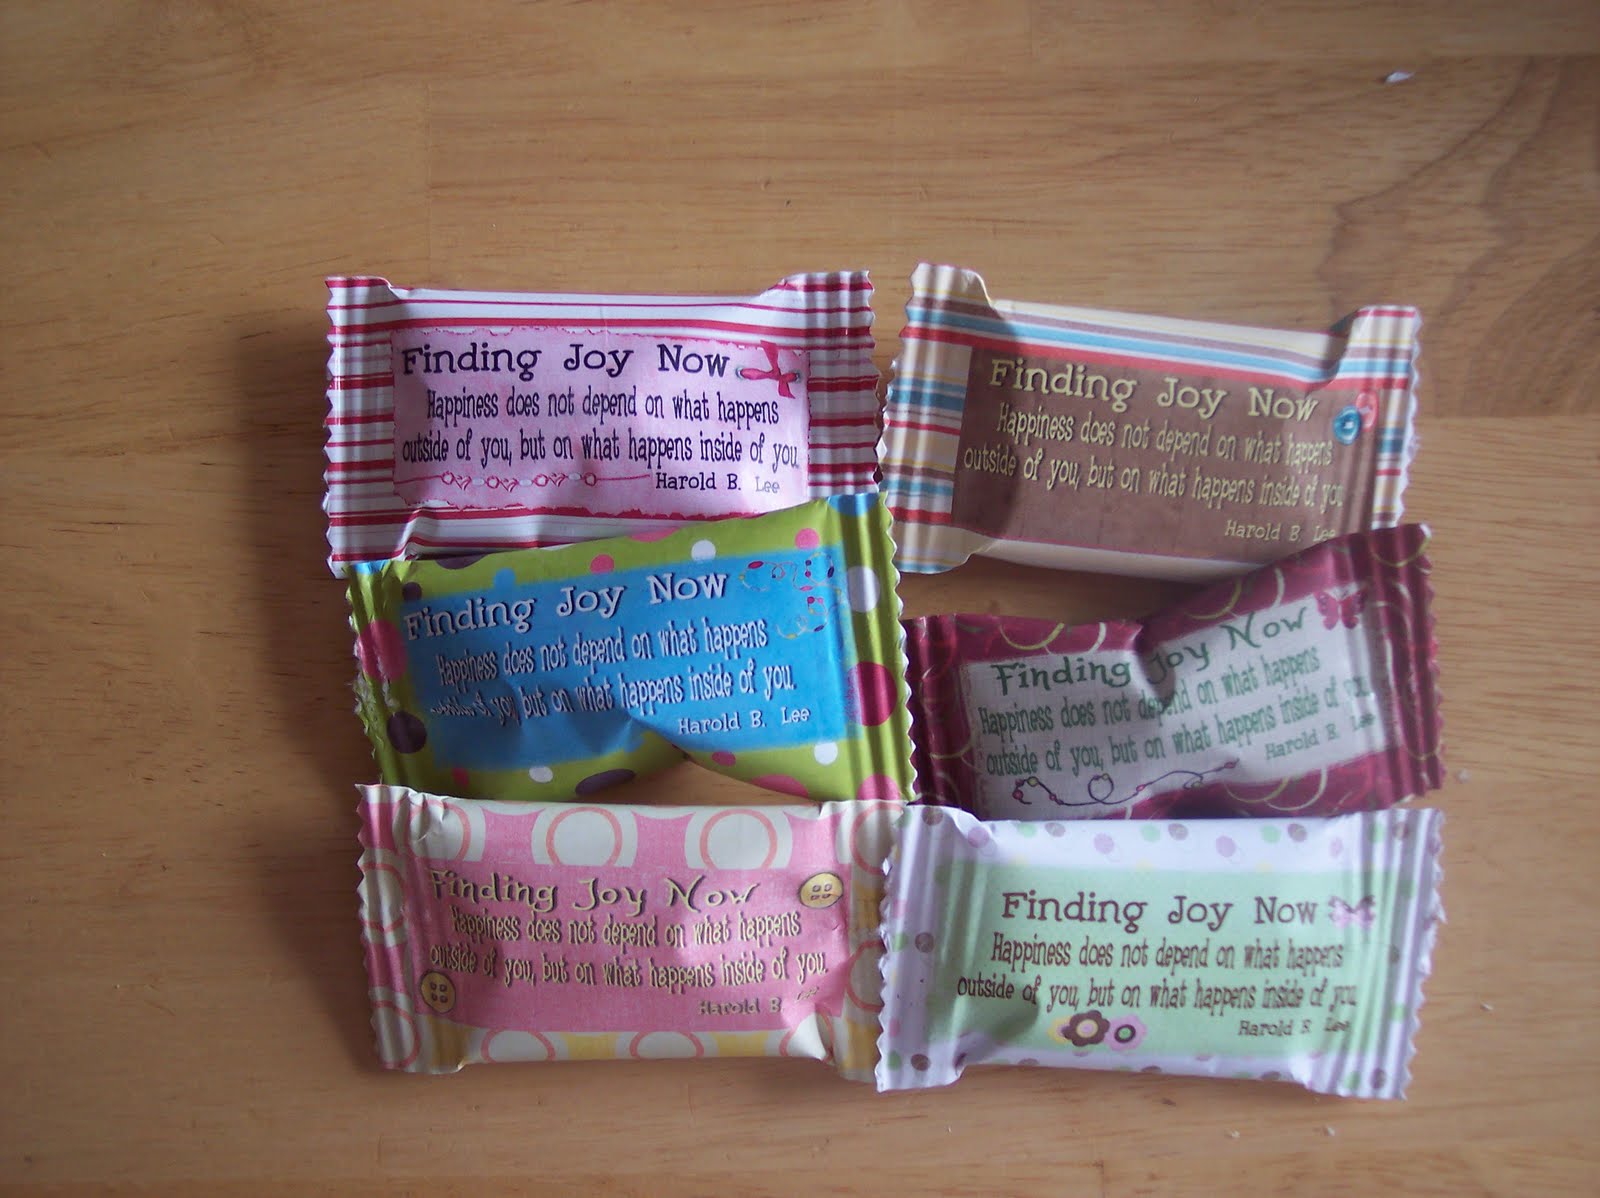 Finding Joy Now
Happiness does not depend on what happens
outside of you, but on what happens inside of you.
Harold B. Lee
Finding Joy Now
Happiness does not depend on what happens
outside of you, but on what happens inside of you.
Harold B. Lee
Finding Joy Now
Happiness does not depend on what happens
you, but on what happens inside of you.
Harold B. Lee
Finding Joy Now
Happiness does not depend on what happens
outside of you, but on what happens inside of you.
Harold B. Lee
Finding Joy Now
Happiness does not depend on what happens
outside of you, but on what happens inside of you.
Harold B.
Finding Joy Now
Happiness does not depend on what happens
outside of you, but on what happens inside of you.
Harold B. Lee